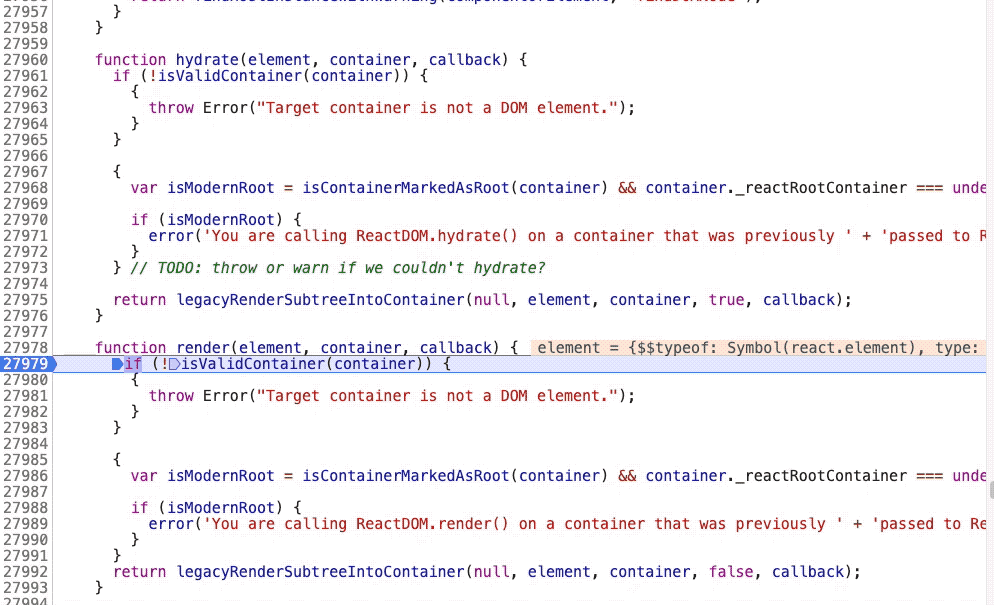 27957 }
27958 }
27959
27960 function hydrate(element, container, callback) {
27961 if (!isValidContainer(container)) {
27962 {
27963 throw Error("Target container is not a DOM element.");
27964 }
27965 }
27966
27967 {
27968 var isModernRoot = isContainerMarkedAsRoot(container) && container._reactRootContainer === unde
27969
27970 if (isModernRoot) {
27971 error('You are calling ReactDOM.hydrate() on a container that was previously ' + 'passed to R
27972 }
27973 } // TODO: throw or warn if we couldn't hydrate?
27974
27975 return legacyRenderSubtreeIntoContainer(null, element, container, true, callback);
27976 }
27977
27978 function render(element, container, callback) { element = {$$typeof: Symbol(react.element), type:
27979 if (!isValidContainer(container)) {
27980 {
27981 throw Error("Target container is not a DOM element.");
27982 }
27983 }
27984
27985 {
27986 var isModernRoot = isContainerMarkedAsRoot(container) && container._reactRootContainer === unde
27987
27988 if (isModernRoot) {
27989 error('You are calling ReactDOM.render() on a container that was previously ' + 'passed to Re
27990 }
27991 }
27992 return legacyRenderSubtreeIntoContainer(null, element, container, false, callback);
27993 }
27994